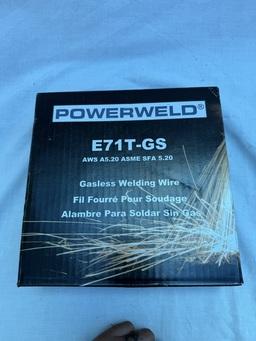 POWERWELD®
E71T-GS
AWS A5.20 ASME SFA 5.20
Gasless Welding Wire
Fil Fourré Pour Soudage
Alambre Para Soldar Sin Gas